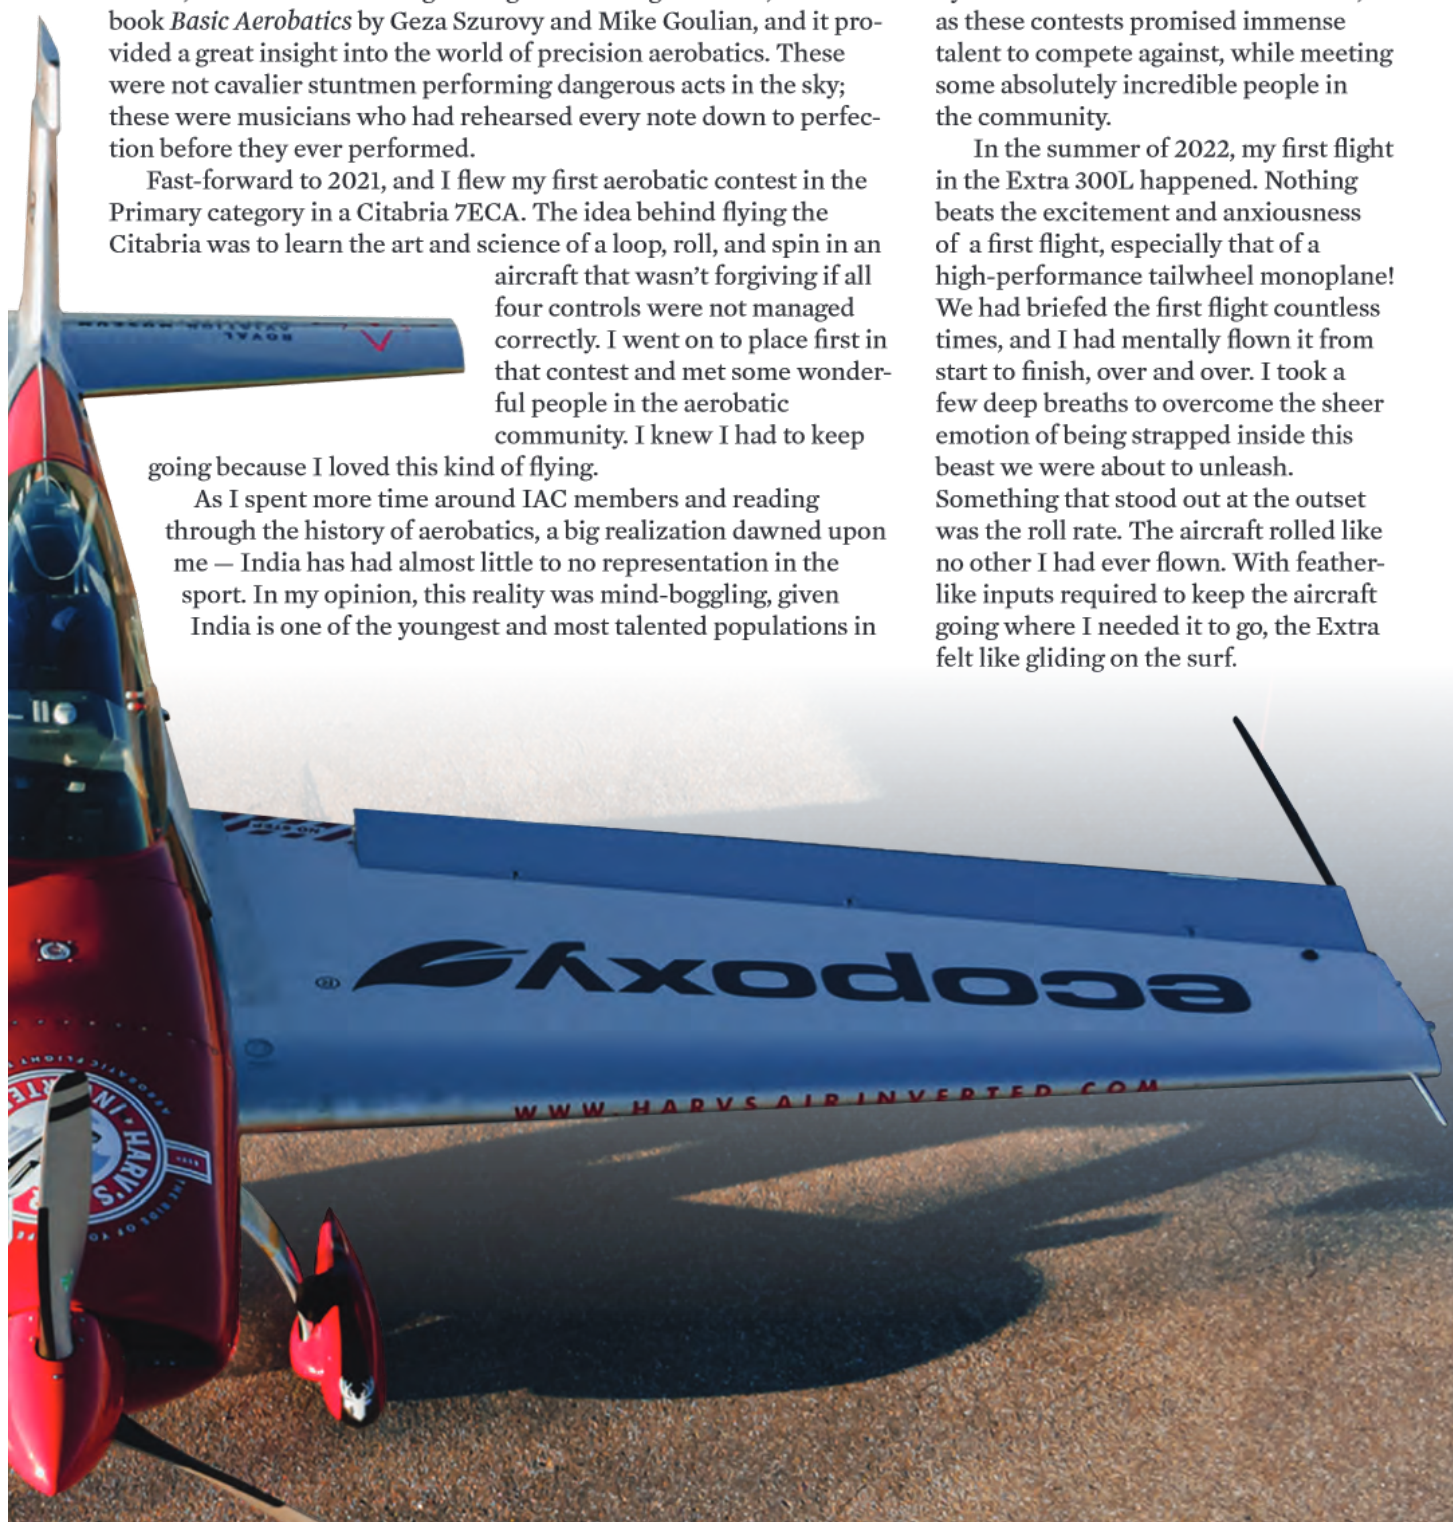 book Basic Aerobatics by Geza Szurovy and Mike Goulian, and it pro-
vided a great insight into the world of precision aerobatics. These
were not cavalier stuntmen performing dangerous acts in the sky;
these were musicians who had rehearsed every note down to perfec-
tion before they ever performed.
Fast-forward to 2021, and I flew my first aerobatic contest in the
Primary category in a Citabria 7ECA. The idea behind flying the
Citabria was to learn the art and science of a loop, roll, and spin in an
aircraft that wasn't forgiving if all
four controls were not managed
correctly. I went on to place first in
that contest and met some wonder-
ful people in the aerobatic
community. I knew I had to keep
going because I loved this kind of flying.
As I spent more time around IAC members and reading
through the history of aerobatics, a big realization dawned upon
me — India has had almost little to no representation in the
sport. In my opinion, this reality was mind-boggling, given
India is one of the youngest and most talented populations in
as these contests promised immense
talent to compete against, while meeting
some absolutely incredible people in
the community.
In the summer of 2022, my first flight
in the Extra 300L happened. Nothing
beats the excitement and anxiousness
of a first flight, especially that of a
high-performance tailwheel monoplane!
We had briefed the first flight countless
times, and I had mentally flown it from
start to finish, over and over. I took a
few deep breaths to overcome the sheer
emotion of being strapped inside this
beast we were about to unleash.
Something that stood out at the outset
was the roll rate. The aircraft rolled like
no other I had ever flown. With feather-
like inputs required to keep the aircraft
going where I needed it to go, the Extra
felt like gliding on the surf.
ROYAL
AVIATION
MUSEUM
NO STEP
ecopoxy®
WWW.HARVSAIRINVERTED.COM
HARV'S